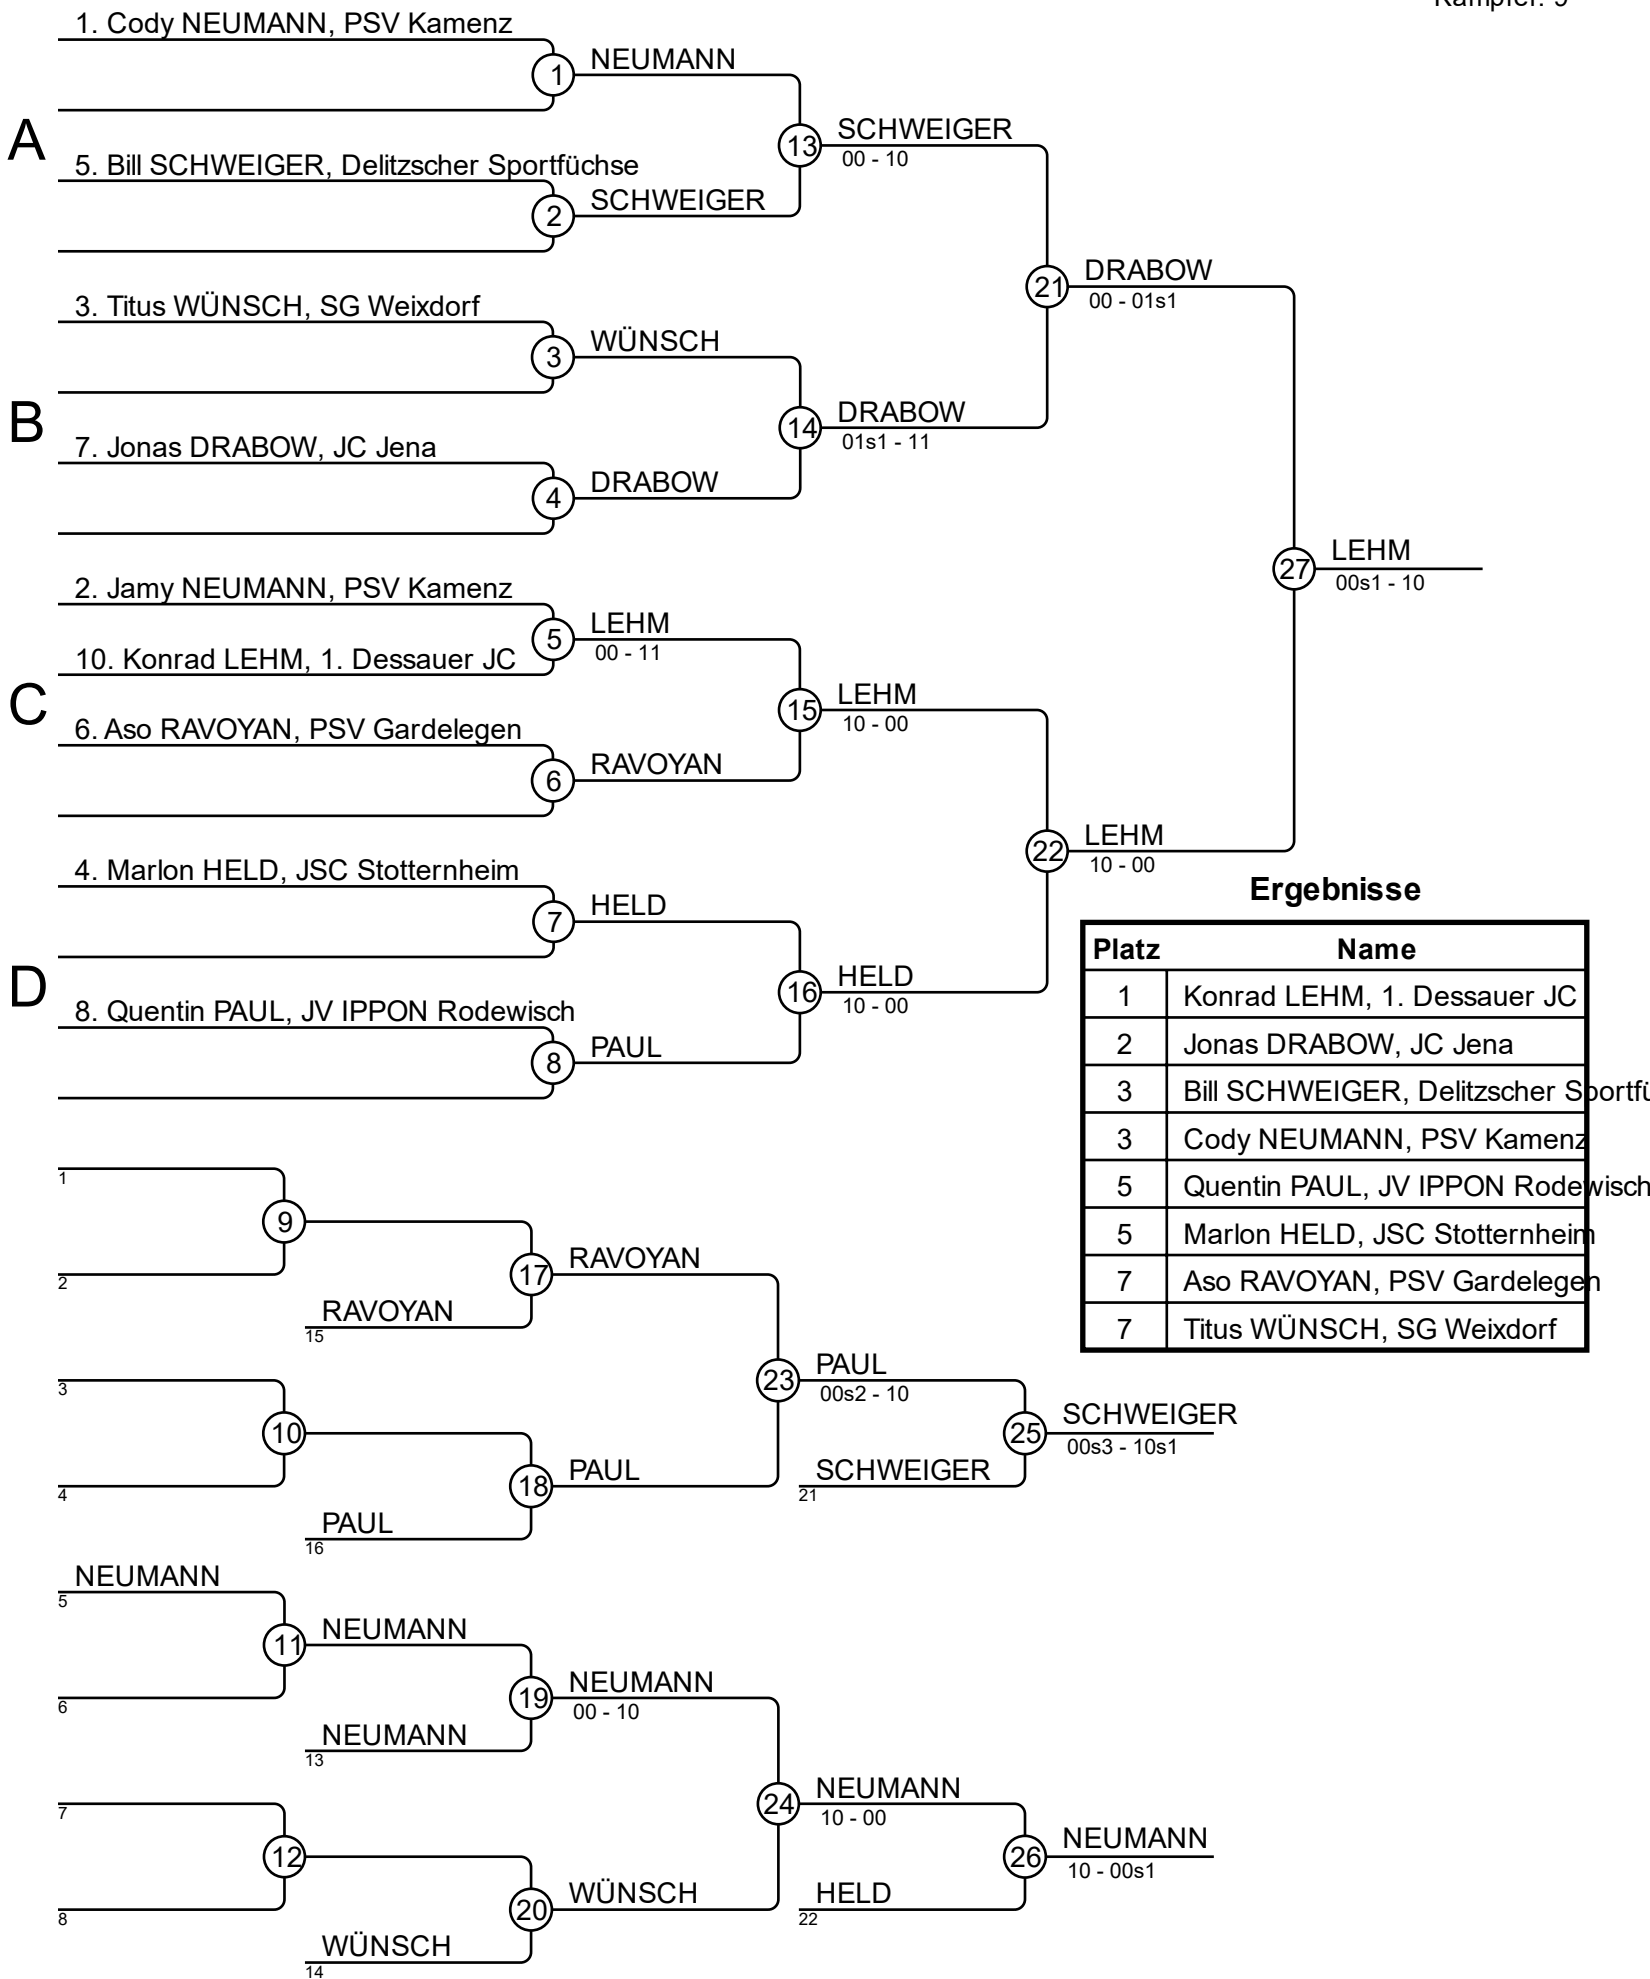 Kämpfer: 9
1. Cody NEUMANN, PSV Kamenz
1
NEUMANN
A
13
SCHWEIGER
00 - 10
5. Bill SCHWEIGER, Delitzscher Sportfüchse
2
SCHWEIGER
21
DRABOW
00 - 01s1
3. Titus WÜNSCH, SG Weixdorf
3
WÜNSCH
B
14
DRABOW
01s1 - 11
7. Jonas DRABOW, JC Jena
4
DRABOW
27
LEHM
00s1 - 10
2. Jamy NEUMANN, PSV Kamenz
5
LEHM
00 - 11
10. Konrad LEHM, 1. Dessauer JC
C
15
LEHM
10 - 00
6. Aso RAVOYAN, PSV Gardelegen
6
RAVOYAN
22
LEHM
10 - 00
4. Marlon HELD, JSC Stotternheim
7
HELD
D
16
HELD
10 - 00
8. Quentin PAUL, JV IPPON Rodewisch
8
PAUL
Ergebnisse
Platz Name
1 Konrad LEHM, 1. Dessauer JC
2 Jonas DRABOW, JC Jena
3 Bill SCHWEIGER, Delitzscher Sportfü
3 Cody NEUMANN, PSV Kamenz
5 Quentin PAUL, JV IPPON Rodewisch
5 Marlon HELD, JSC Stotternheim
7 Aso RAVOYAN, PSV Gardelegen
7 Titus WÜNSCH, SG Weixdorf
1
9
2
17
RAVOYAN
RAVOYAN
15
23
PAUL
00s2 - 10
3
10
4
18
PAUL
PAUL
16
25
SCHWEIGER
00s3 - 10s1
SCHWEIGER
21
NEUMANN
5
11
NEUMANN
6
19
NEUMANN
00 - 10
NEUMANN
13
24
NEUMANN
10 - 00
7
12
8
20
WÜNSCH
WÜNSCH
14
26
NEUMANN
10 - 00s1
HELD
22